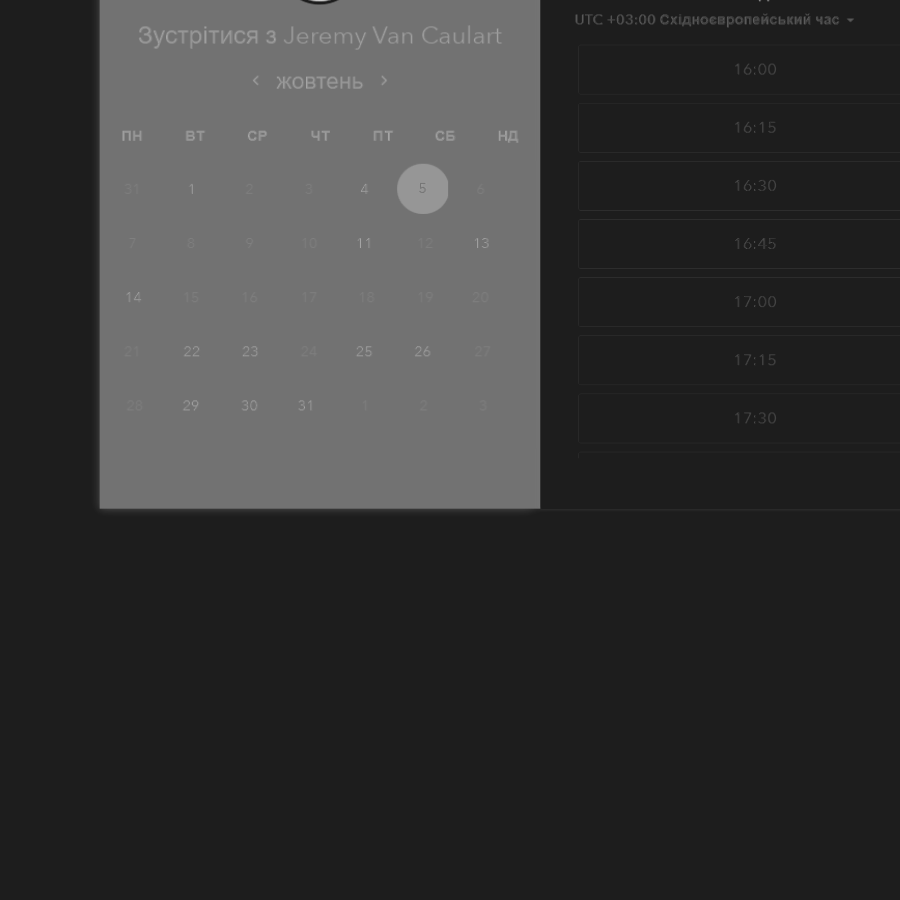 Зустрітися з Jeremy Van Caulart
жовтень
ПН ВТ СР ЧТ ПТ СБ НД
31 1 2 3 4 5 6
7 8 9 10 11 12 13
14 15 16 17 18 19 20
21 22 23 24 25 26 27
28 29 30 31 1 2 3
UTC +03:00 Східноєвропейський час
16:00
16:15
16:30
16:45
17:00
17:15
17:30